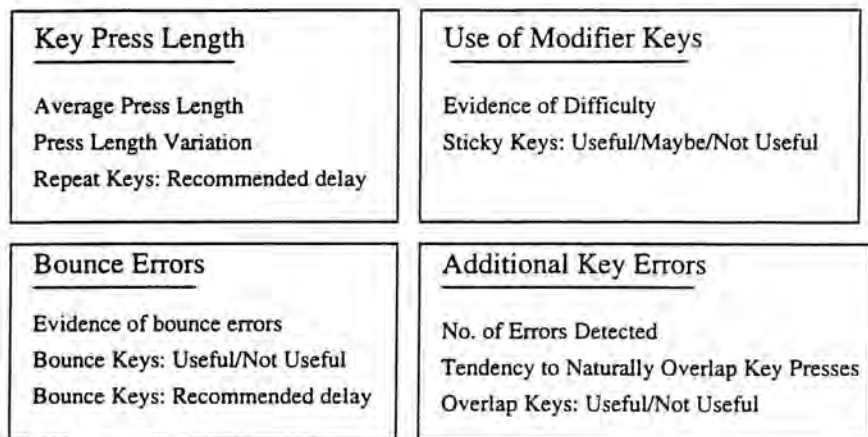 Key Press Length
Average Press Length
Press Length Variation
Repeat Keys: Recommended delay
Use of Modifier Keys
Evidence of Difficulty
Sticky Keys: Useful/Maybe/Not Useful
Bounce Errors
Evidence of bounce errors
Bounce Keys: Useful/Not Useful
Bounce Keys: Recommended delay
Additional Key Errors
No. of Errors Detected
Tendency to Naturally Overlap Key Presses
Overlap Keys: Useful/Not Useful